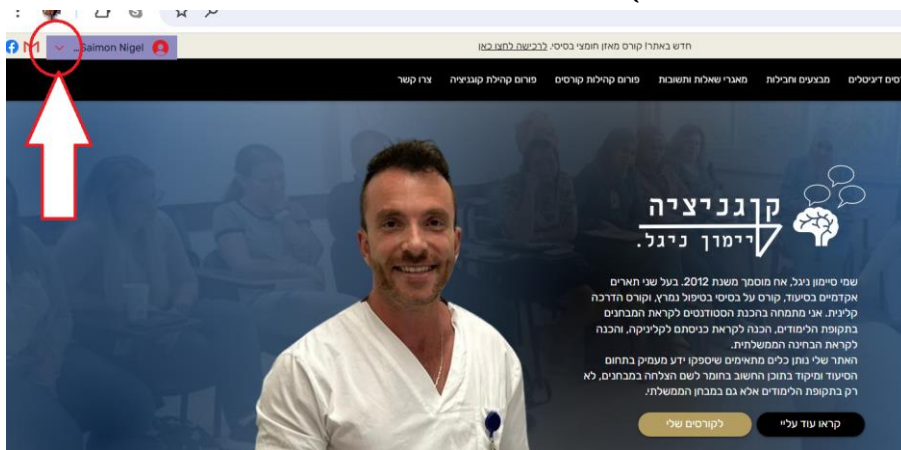 Saimon Nigel...
חדש באתר! קורס מאזן חומצי בסיסי. לרכישה לחצו כאן
סים דיגיטלים מבצעים וחבילות מאגרי שאלות ותשובות פורום קהילות קורסים פורום קהילת קוגניציה צרו קשר
קוגניציה
סיימון ניגל.
שמי סיימון ניגל, אח מוסמך משנת 2012. בעל שני תארים
אקדמיים בסיעוד, קורס על בסיסי בטיפול נמרץ, וקורס הדרכה
קלינית. אני מתמחה בהכנת הסטודנטים לקראת המבחנים
בתקופת הלימודים, הכנה לקראת כניסתם לקליניקה, והכנה
לקראת הבחינה הממשלתית.
האתר שלי נותן כלים מתאימים שיספקו ידע מעמיק בתחום
הסיעוד ומיקוד בתוכן החשוב בחומר לשם הצלחה במבחנים, לא
רק בתקופת הלימודים אלא גם במבחן הממשלתי.
קראו עוד עליי
לקורסים שלי